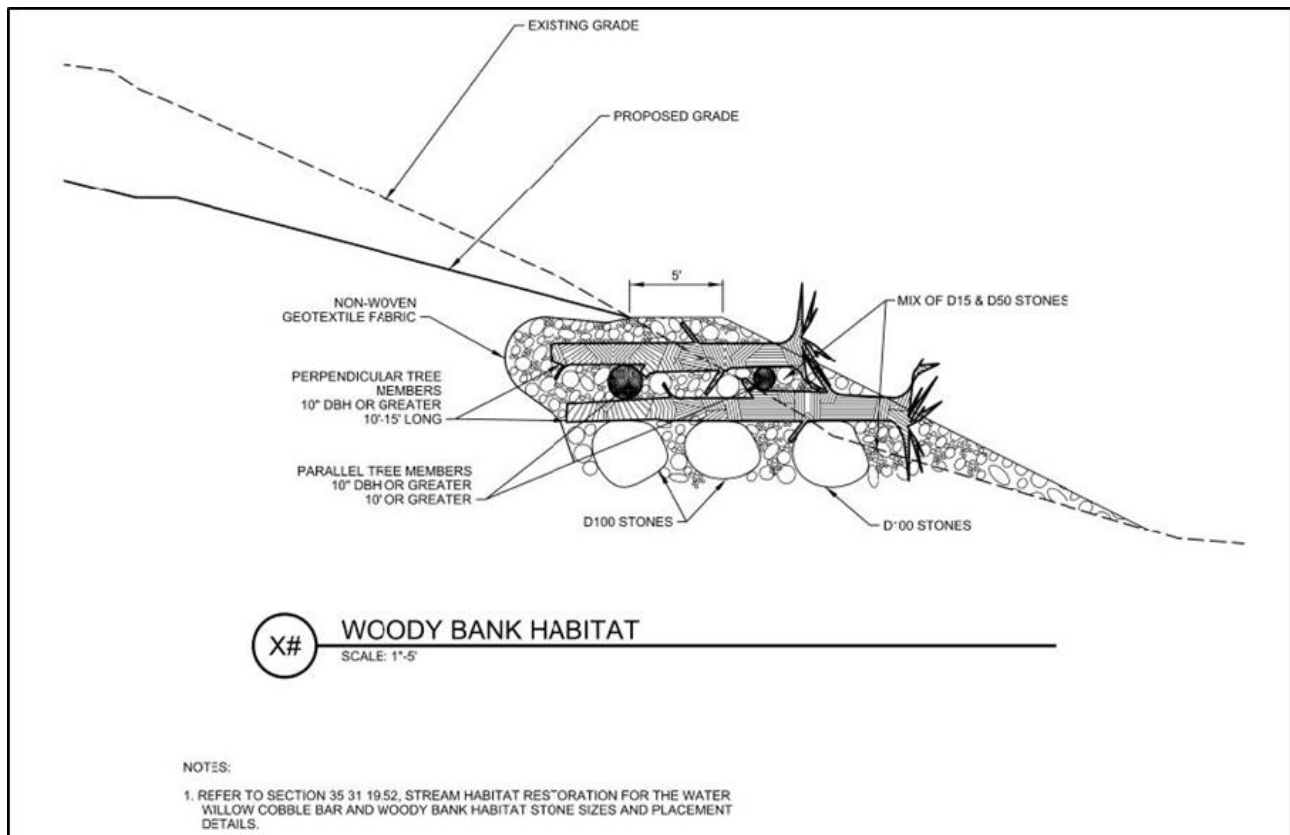 EXISTING GRADE
PROPOSED GRADE
5'
NON-WOVEN
GEOTEXTILE FABRIC
MIX OF D15 & D50 STONES
PERPENDICULAR TREE
MEMBERS
10" DBH OR GREATER
10'-15' LONG
PARALLEL TREE MEMBERS
10" DBH OR GREATER
10' OR GREATER
D100 STONES
D100 STONES
X#
WOODY BANK HABITAT
SCALE: 1"-5'
NOTES:
1. REFER TO SECTION 35 31 19.52, STREAM HABITAT RESTORATION FOR THE WATER
WILLOW COBBLE BAR AND WOODY BANK HABITAT STONE SIZES AND PLACEMENT
DETAILS.